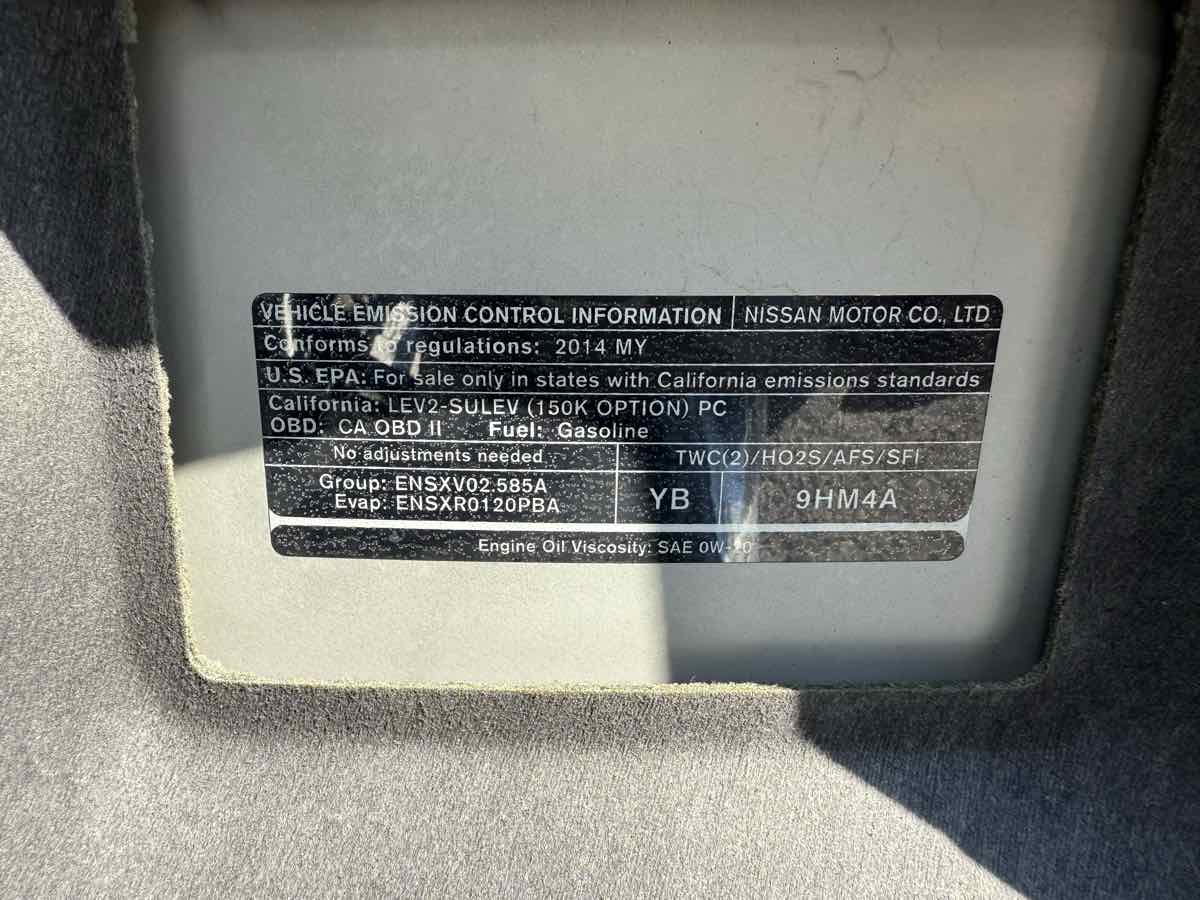 VEHICLE EMISSION CONTROL INFORMATION NISSAN MOTOR CO., LTD
Conforms to regulations: 2014 MY
U.S. EPA: For sale only in states with California emissions standards
California: LEV2-SULEV (150K OPTION) PC
OBD: CA OBD II Fuel: Gasoline
No adjustments needed TWC(2)/HO2S/AFS/SFI
Group: ENSXV02.585A
Evap: ENSXR0120PBA
YB 9HM4A
Engine Oil Viscosity: SAE 0W-20